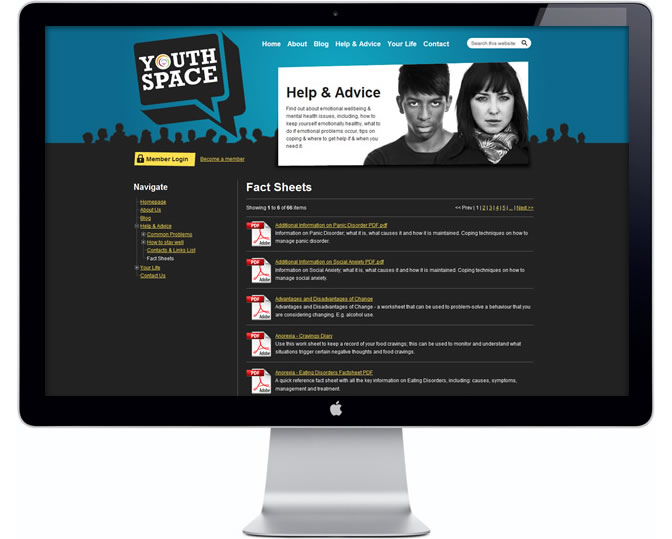 YOUTH
SPACE
Home About Blog Help & Advice Your Life Contact
Search this website
Help & Advice
Find out about emotional wellbeing &
mental health issues, including, how to
keep yourself emotionally healthy, what to
do if emotional problems occur, tips on
coping & where to get help if & when you
need it.
Member Login
Become a member
Navigate
Homepage
About Us
Blog
Help & Advice
Common Problems
How to stay well
Contacts & Links List
Fact Sheets
Your Life
Contact Us
Fact Sheets
Showing 1 to 6 of 66 items
<< Prev | 1 | 2 | 3 | 4 | 5 | ... | Next >>
PDF
Adobe
Additional Information on Panic Disorder PDF.pdf
Information on Panic Disorder; what it is, what causes it and how it is maintained. Coping techniques on how to
manage panic disorder.
PDF
Adobe
Additional Information on Social Anxiety PDF.pdf
Information on Social Anxiety; what it is, what causes it and how it is maintained. Coping techniques on how to
manage social anxiety.
PDF
Adobe
Advantages and Disadvantages of Change
Advantages and Disadvantages of Change - a worksheet that can be used to problem-solve a behaviour that you
are considering changing. E.g. alcohol use.
PDF
Adobe
Anorexia - Cravings Diary
Use this work sheet to keep a record of your food cravings; this can be used to monitor and understand what
situations trigger certain negative thoughts and food cravings.
PDF
Adobe
Anorexia - Eating Disorders Factsheet PDF
A quick reference fact sheet with all the key information on Eating Disorders, including: causes, symptoms,
management and treatment.